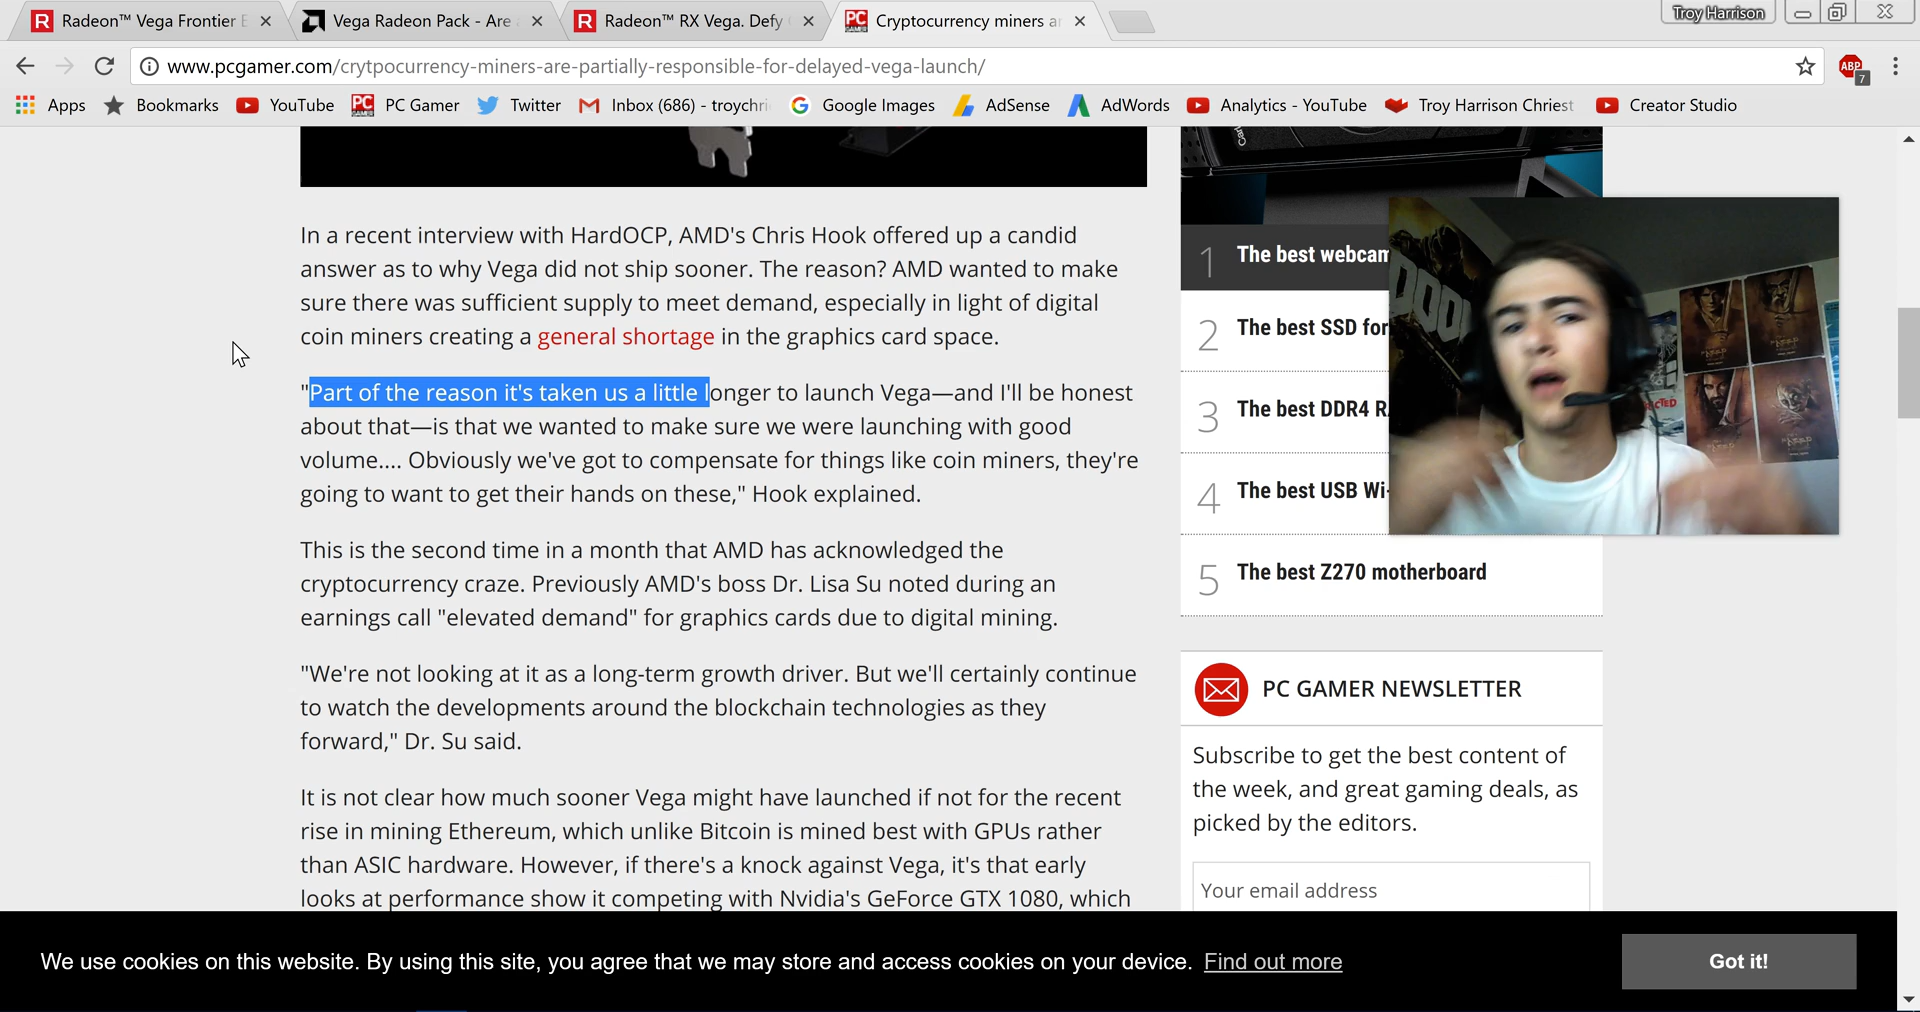 Radeon™ Vega Frontier E
Vega Radeon Pack - Are
Radeon™ RX Vega. Defy
Cryptocurrency miners ar
Troy Harrison
www.pcgamer.com/crytpocurrency-miners-are-partially-responsible-for-delayed-vega-launch/
ABP
7
Apps
Bookmarks
YouTube
PC Gamer
Twitter
Inbox (686) - troychri
Google Images
AdSense
AdWords
Analytics - YouTube
Troy Harrison Chriest
Creator Studio
In a recent interview with HardOCP, AMD's Chris Hook offered up a candid
answer as to why Vega did not ship sooner. The reason? AMD wanted to make
sure there was sufficient supply to meet demand, especially in light of digital
coin miners creating a general shortage in the graphics card space.
"Part of the reason it's taken us a little longer to launch Vega—and I'll be honest
about that—is that we wanted to make sure we were launching with good
volume.... Obviously we've got to compensate for things like coin miners, they're
going to want to get their hands on these," Hook explained.
This is the second time in a month that AMD has acknowledged the
cryptocurrency craze. Previously AMD's boss Dr. Lisa Su noted during an
earnings call "elevated demand" for graphics cards due to digital mining.
"We're not looking at it as a long-term growth driver. But we'll certainly continue
to watch the developments around the blockchain technologies as they
forward," Dr. Su said.
It is not clear how much sooner Vega might have launched if not for the recent
rise in mining Ethereum, which unlike Bitcoin is mined best with GPUs rather
than ASIC hardware. However, if there's a knock against Vega, it's that early
looks at performance show it competing with Nvidia's GeForce GTX 1080, which
1 The best webcam
2 The best SSD for
3 The best DDR4 R
4 The best USB Wi-
5 The best Z270 motherboard
DOOM
PC GAMER NEWSLETTER
Subscribe to get the best content of
the week, and great gaming deals, as
picked by the editors.
Your email address
We use cookies on this website. By using this site, you agree that we may store and access cookies on your device. Find out more
Got it!